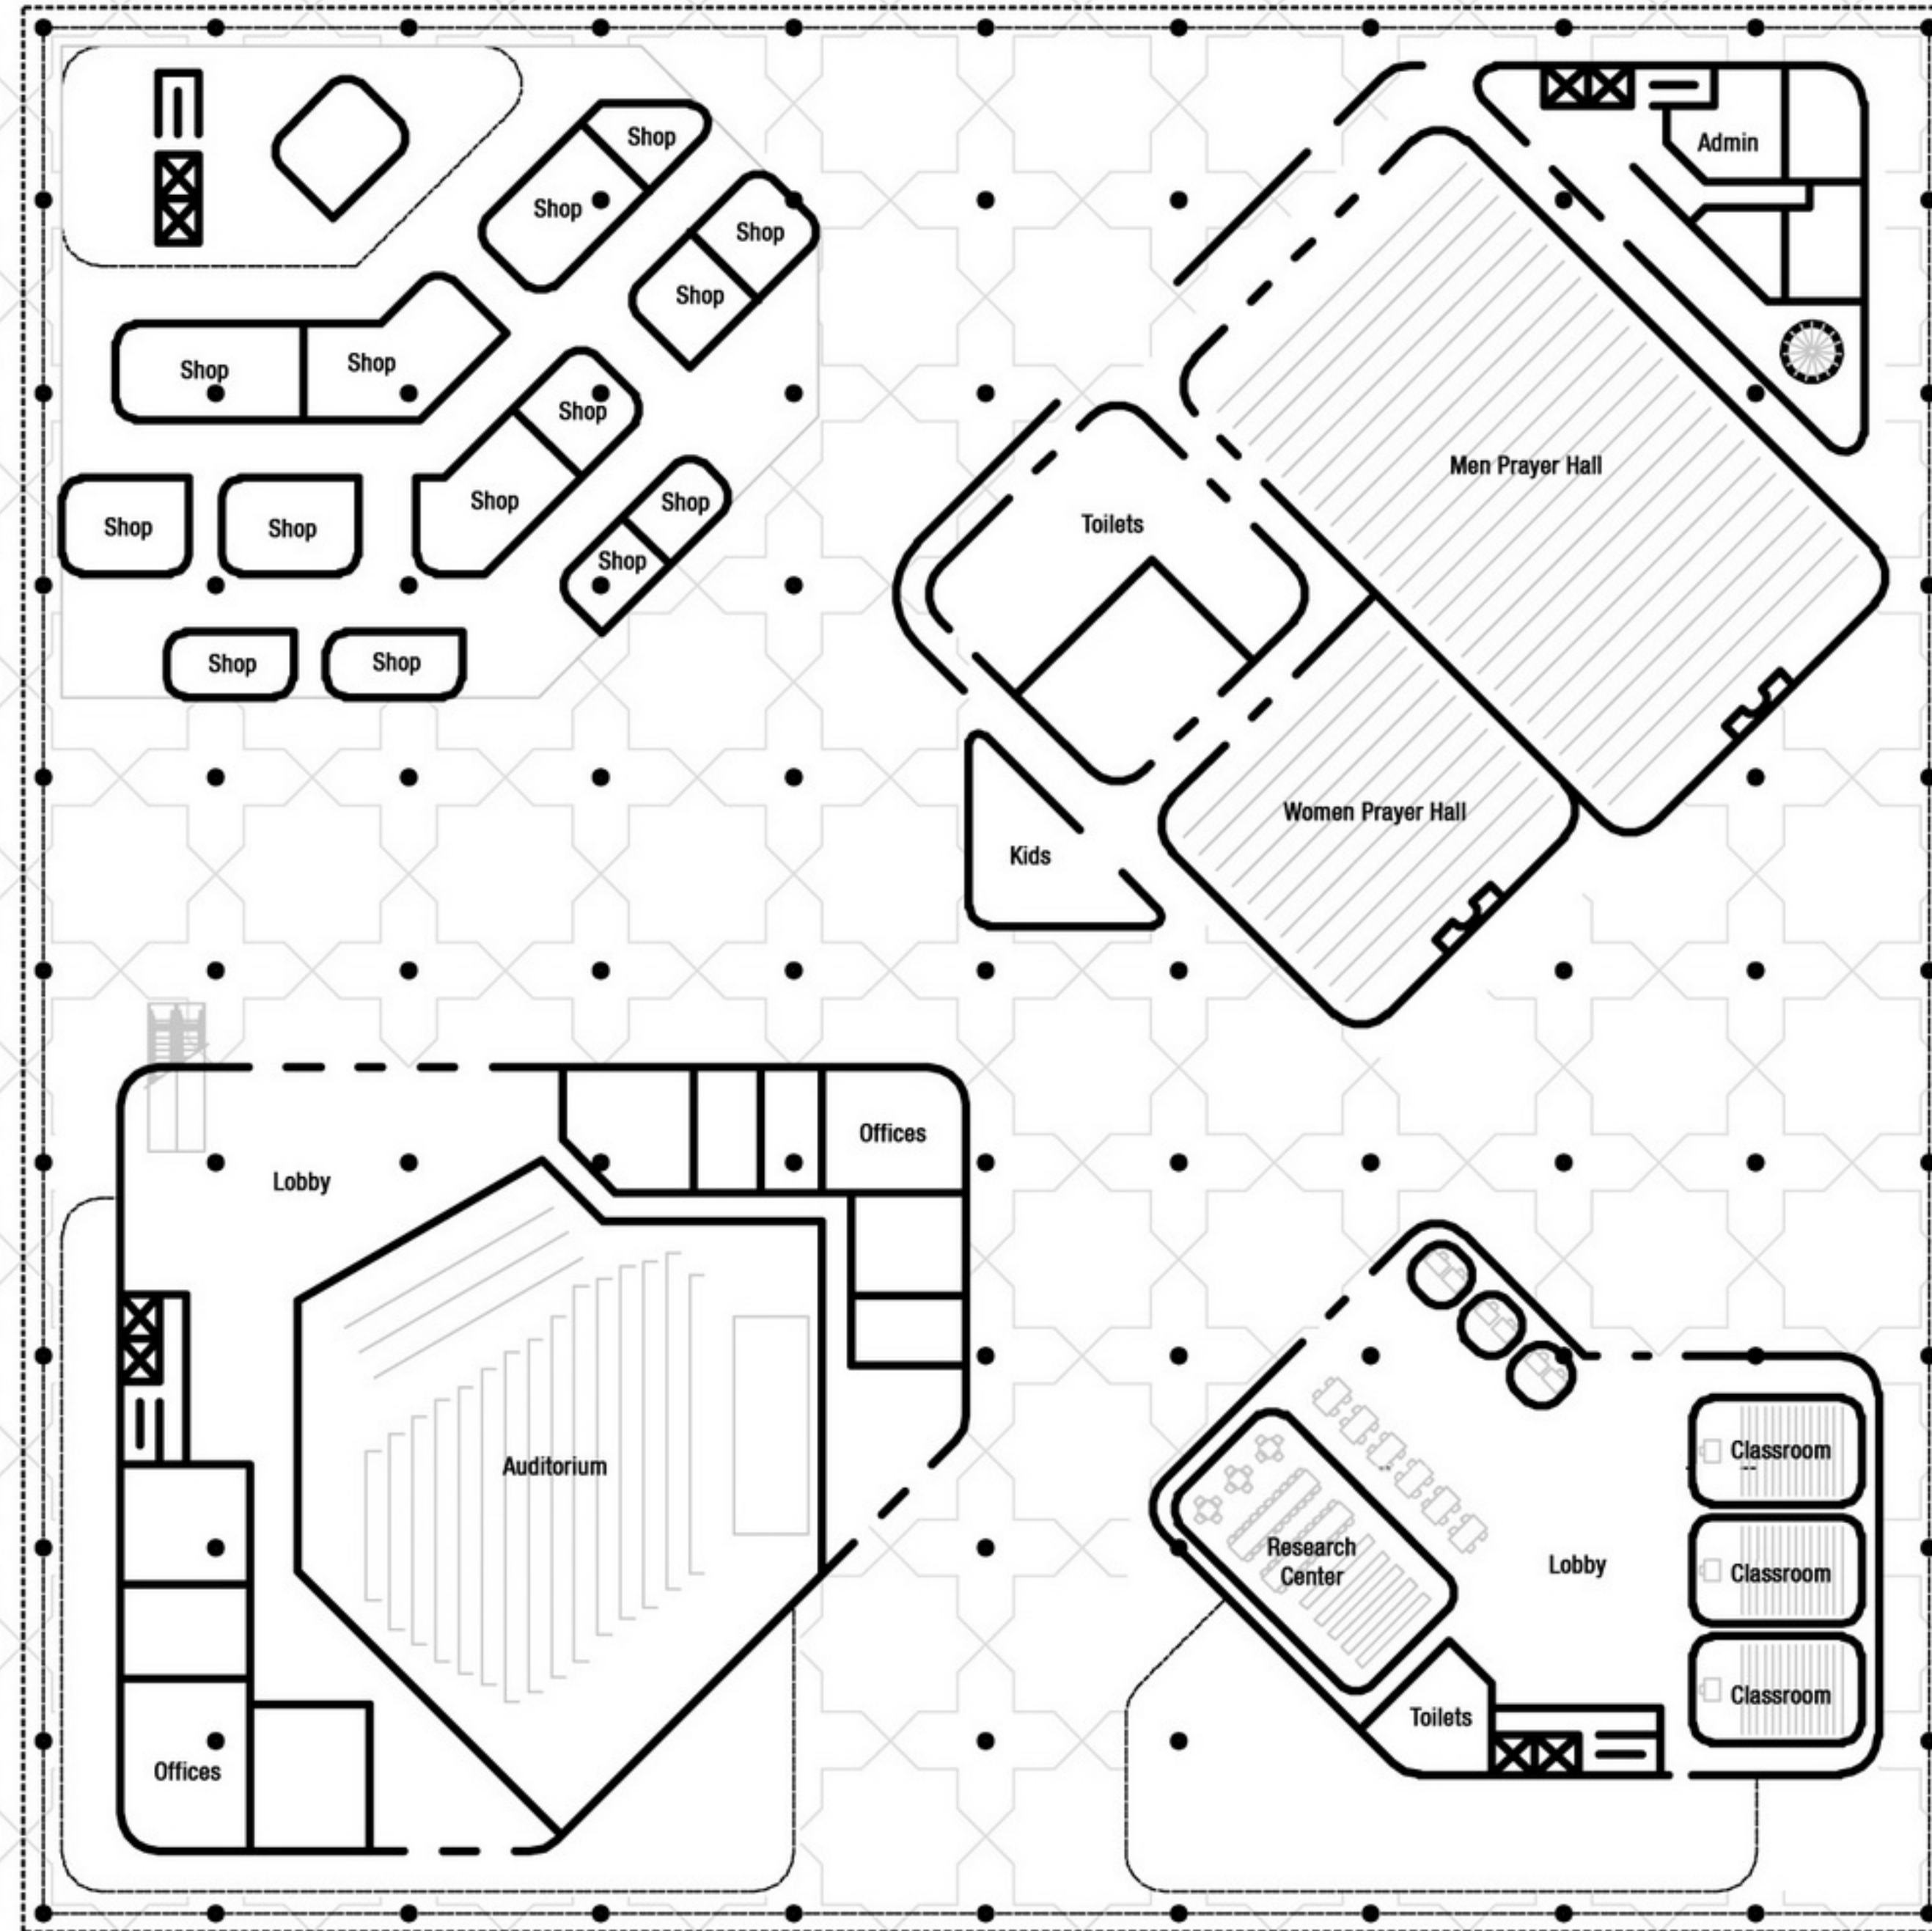 Shop
Shop
Shop
Shop
Shop
Shop
Shop
Shop
Shop
Shop
Shop
Shop
Shop
Shop
Admin
Men Prayer Hall
Toilets
Women Prayer Hall
Kids
Lobby
Offices
Auditorium
Offices
Research
Center
Lobby
Classroom
Classroom
Classroom
Toilets